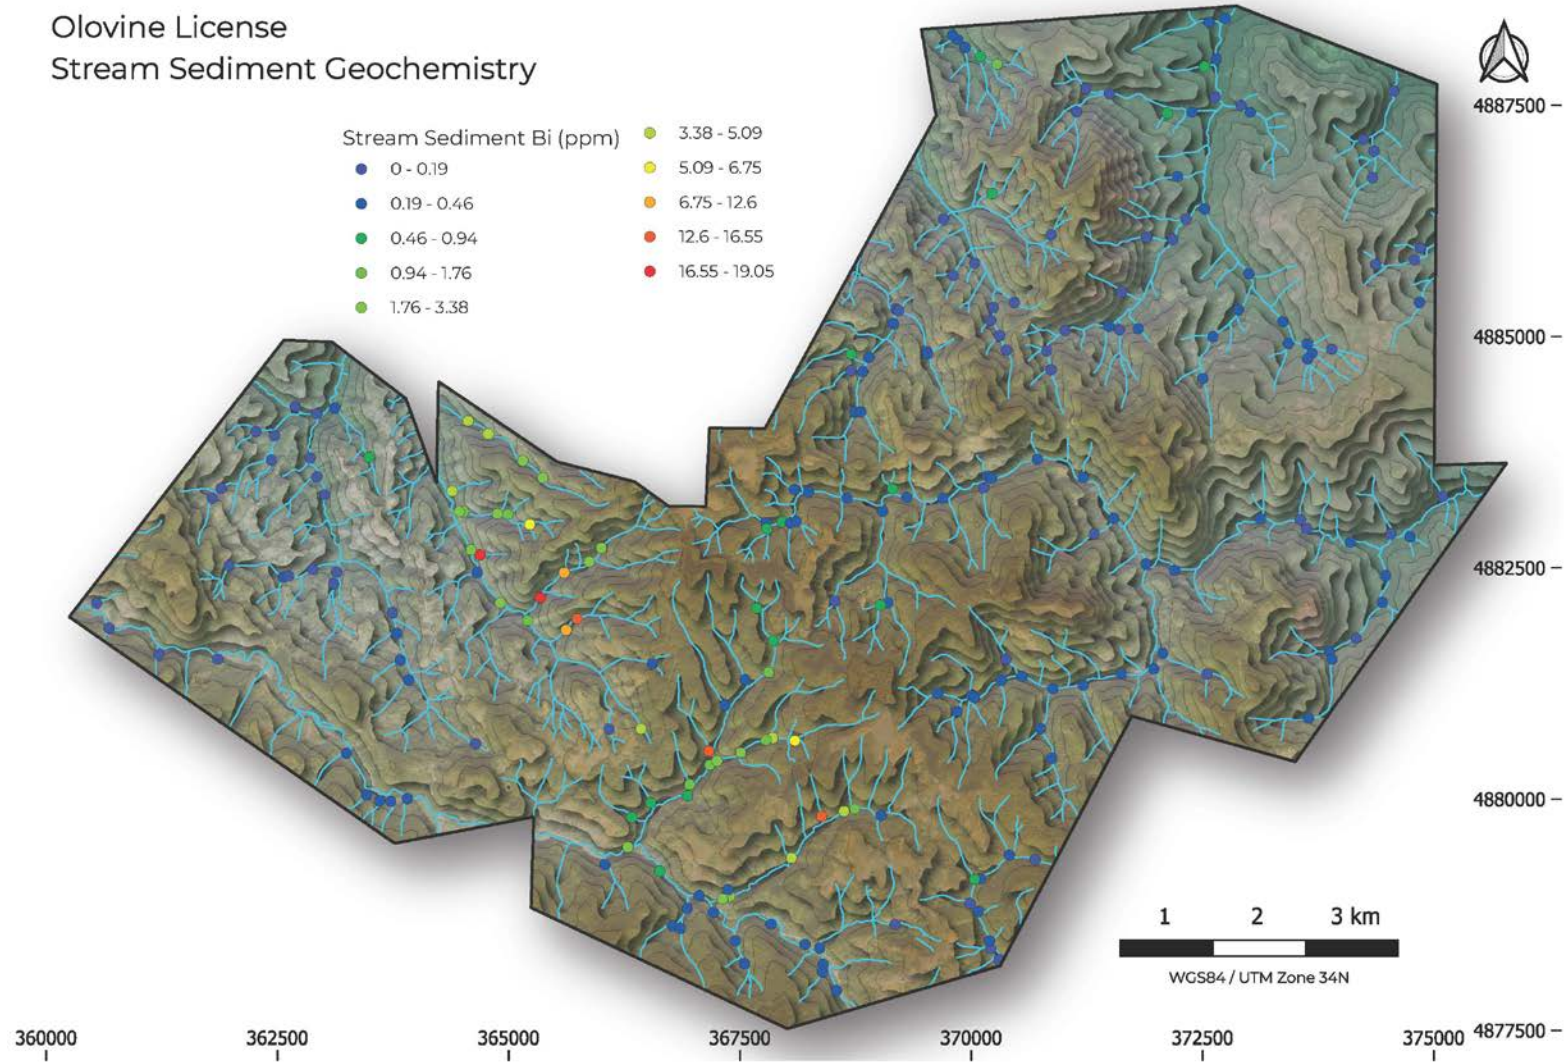 Olovine License
Stream Sediment Geochemistry
Stream Sediment Bi (ppm)
0 - 0.19
0.19 - 0.46
0.46 - 0.94
0.94 - 1.76
1.76 - 3.38
3.38 - 5.09
5.09 - 6.75
6.75 - 12.6
12.6 - 16.55
16.55 - 19.05
4887500
4885000
4882500
4880000
4877500
1 2 3 km
WGS84 / UTM Zone 34N
360000 362500 365000 367500 370000 372500 375000